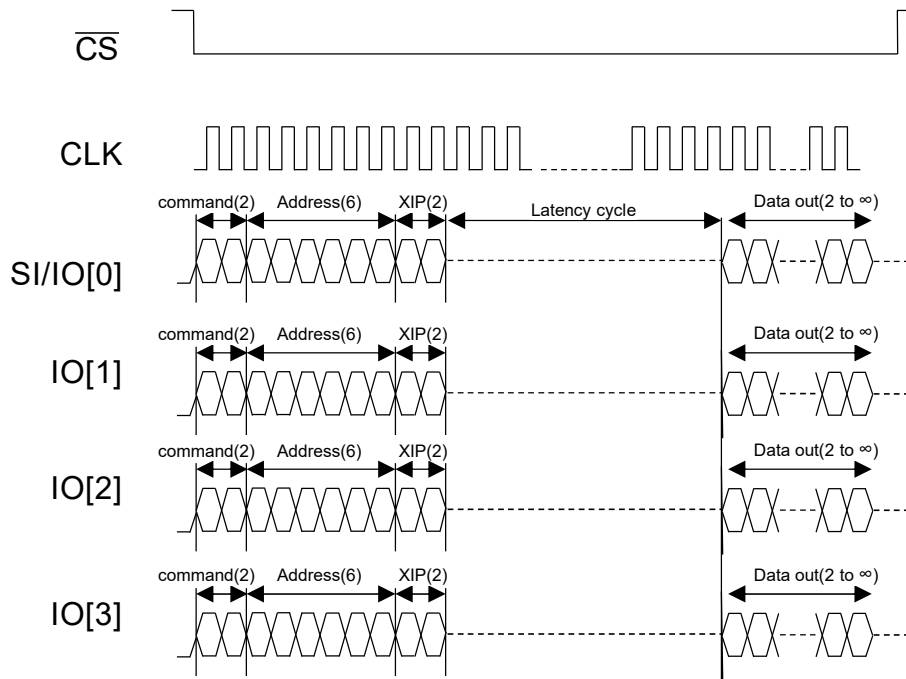 CS
CLK
command(2) Address(6) XIP(2) Latency cycle Data out(2 to ∞)
SI/IO[0]
command(2) Address(6) XIP(2) Data out(2 to ∞)
IO[1]
command(2) Address(6) XIP(2) Data out(2 to ∞)
IO[2]
command(2) Address(6) XIP(2) Data out(2 to ∞)
IO[3]